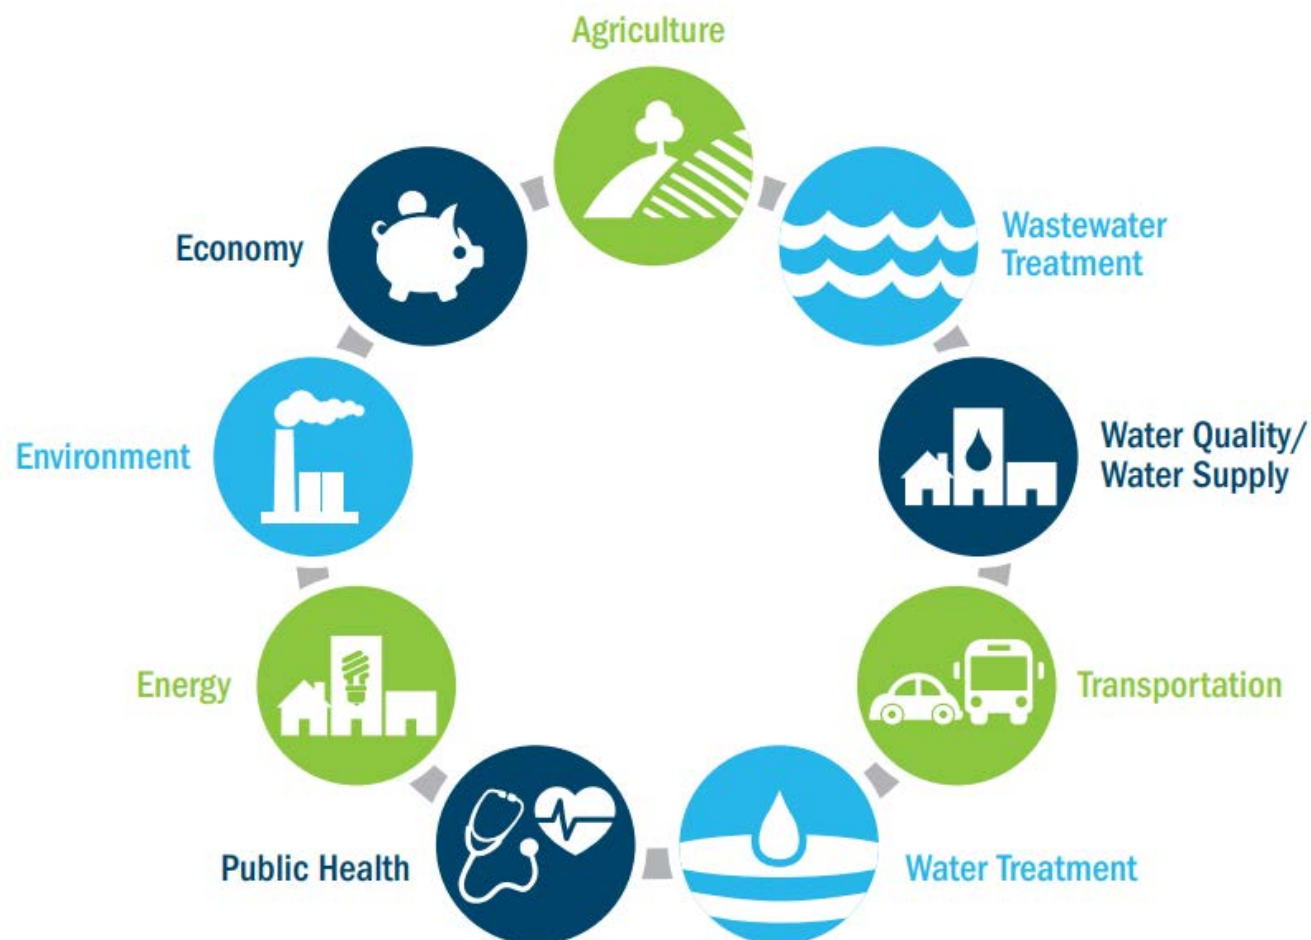 Agriculture
Wastewater
Treatment
Economy
Water Quality/
Water Supply
Environment
Energy
Transportation
Public Health
Water Treatment